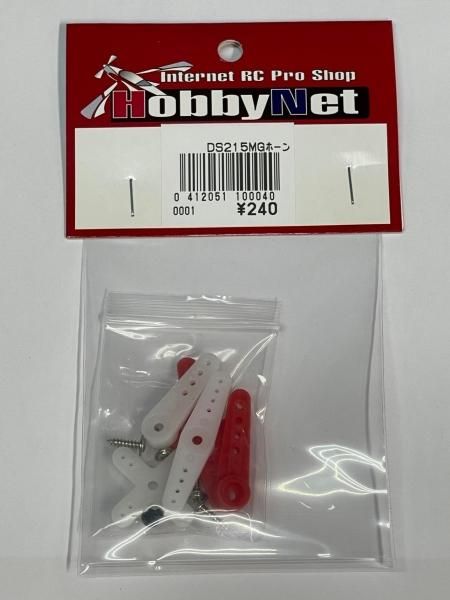 Internet RC Pro Shop
HobbyNet
DS215MGホーン
0 412051 100040
0001 ¥240